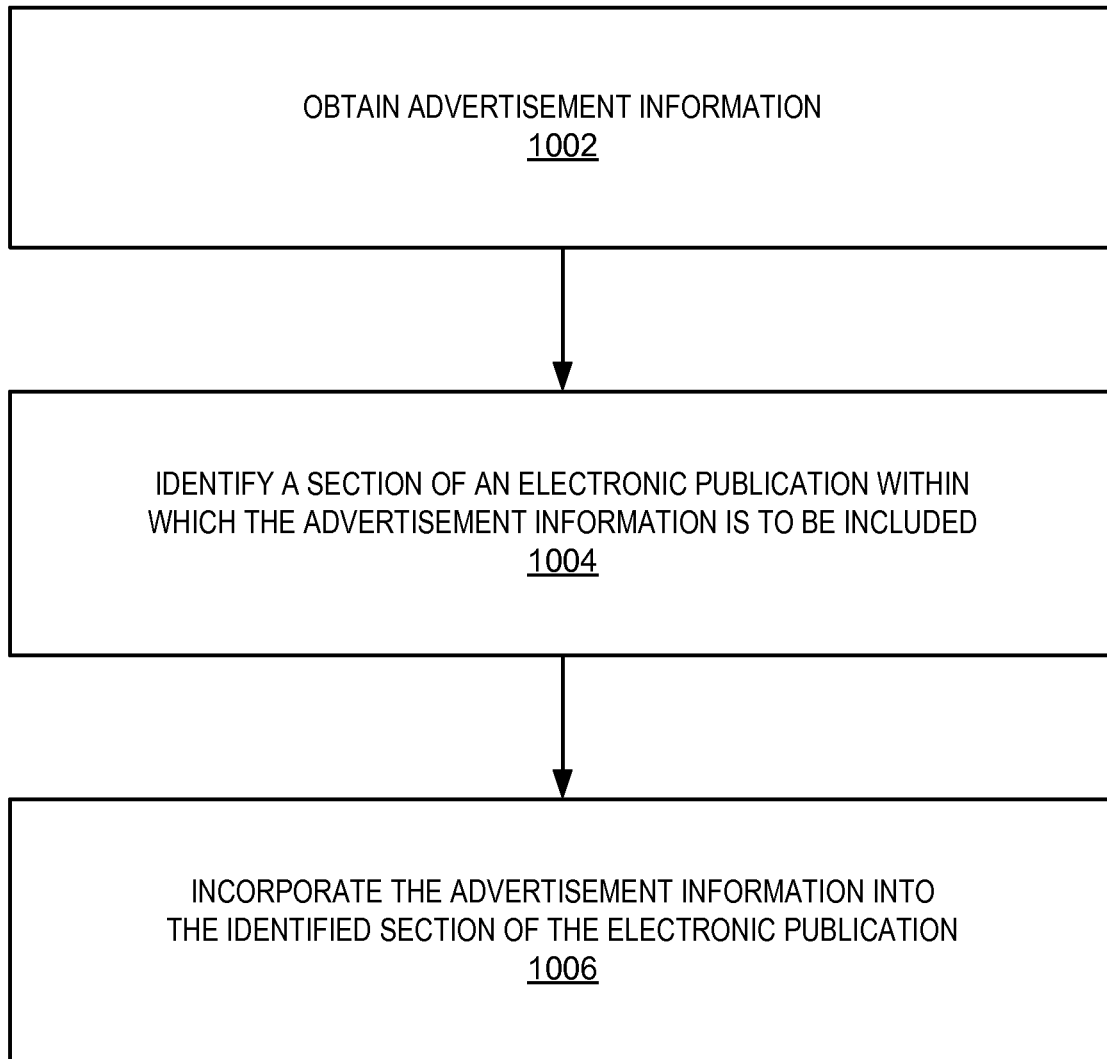 OBTAIN ADVERTISEMENT INFORMATION
1002
IDENTIFY A SECTION OF AN ELECTRONIC PUBLICATION WITHIN
WHICH THE ADVERTISEMENT INFORMATION IS TO BE INCLUDED
1004
INCORPORATE THE ADVERTISEMENT INFORMATION INTO
THE IDENTIFIED SECTION OF THE ELECTRONIC PUBLICATION
1006